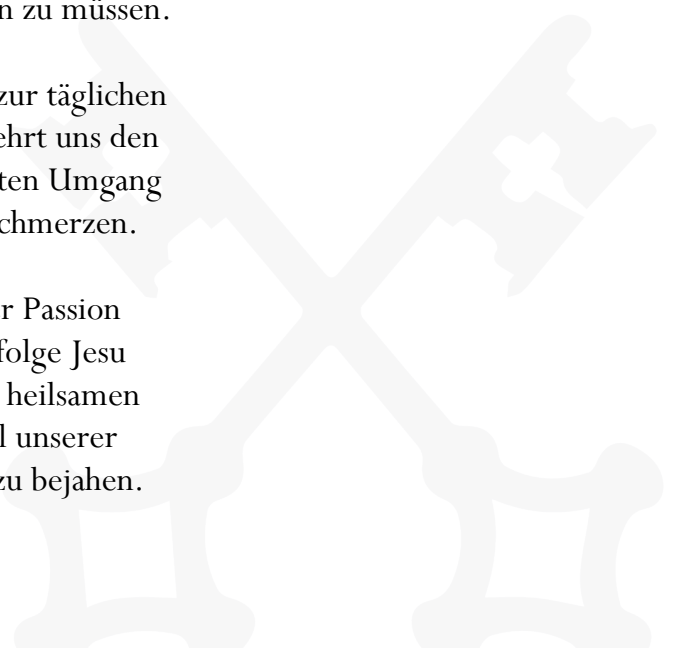 n zu müssen.
zur täglichen
ehrt uns den
ten Umgang
chmerzen.
r Passion
folge Jesu
heilsamen
l unserer
zu bejahen.